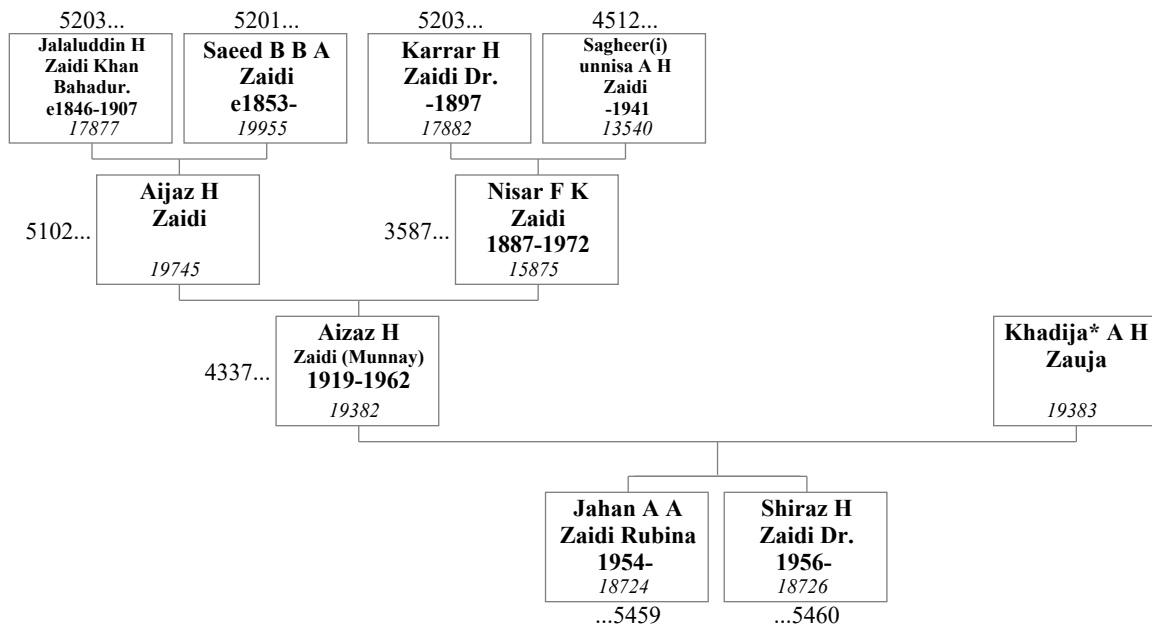 5203...
5201...
5203...
4512...
Jalaluddin H
Zaidi Khan
Bahadur.
e1846-1907
17877
Saeed B B A
Zaidi
e1853-
19955
Karrar H
Zaidi Dr.
-1897
17882
Sagheer(i)
unnisa A H
Zaidi
-1941
13540
5102...
Aijaz H
Zaidi
19745
3587...
Nisar F K
Zaidi
1887-1972
15875
4337...
Aizaz H
Zaidi (Munnay)
1919-1962
19382
Khadija* A H
Zauja
19383
Jahan A A
Zaidi Rubina
1954-
18724
...5459
Shiraz H
Zaidi Dr.
1956-
18726
...5460